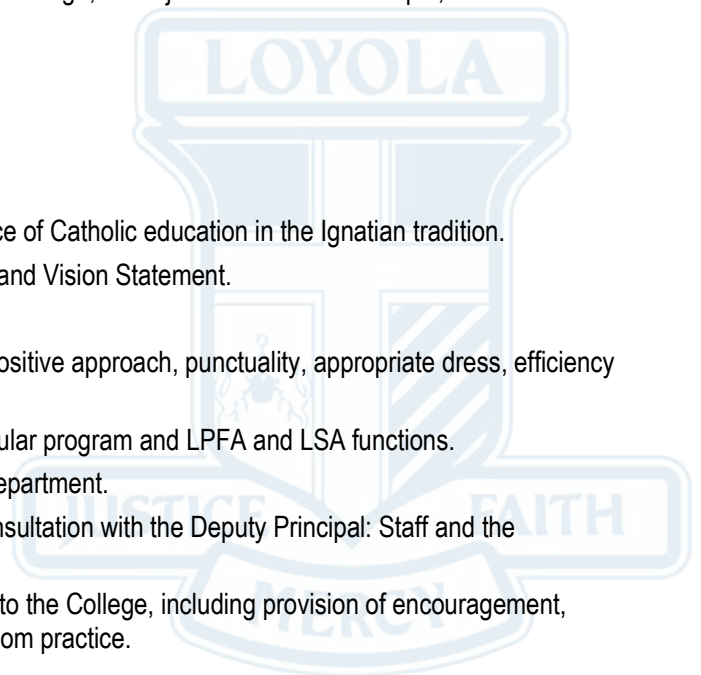 LOYOLA
ce of Catholic education in the Ignatian tradition.
and Vision Statement.
ositive approach, punctuality, appropriate dress, efficiency
ular program and LPFA and LSA functions.
epartment.
JUSTICE FAITH
nsultation with the Deputy Principal: Staff and the
MERCY
to the College, including provision of encouragement,
om practice.